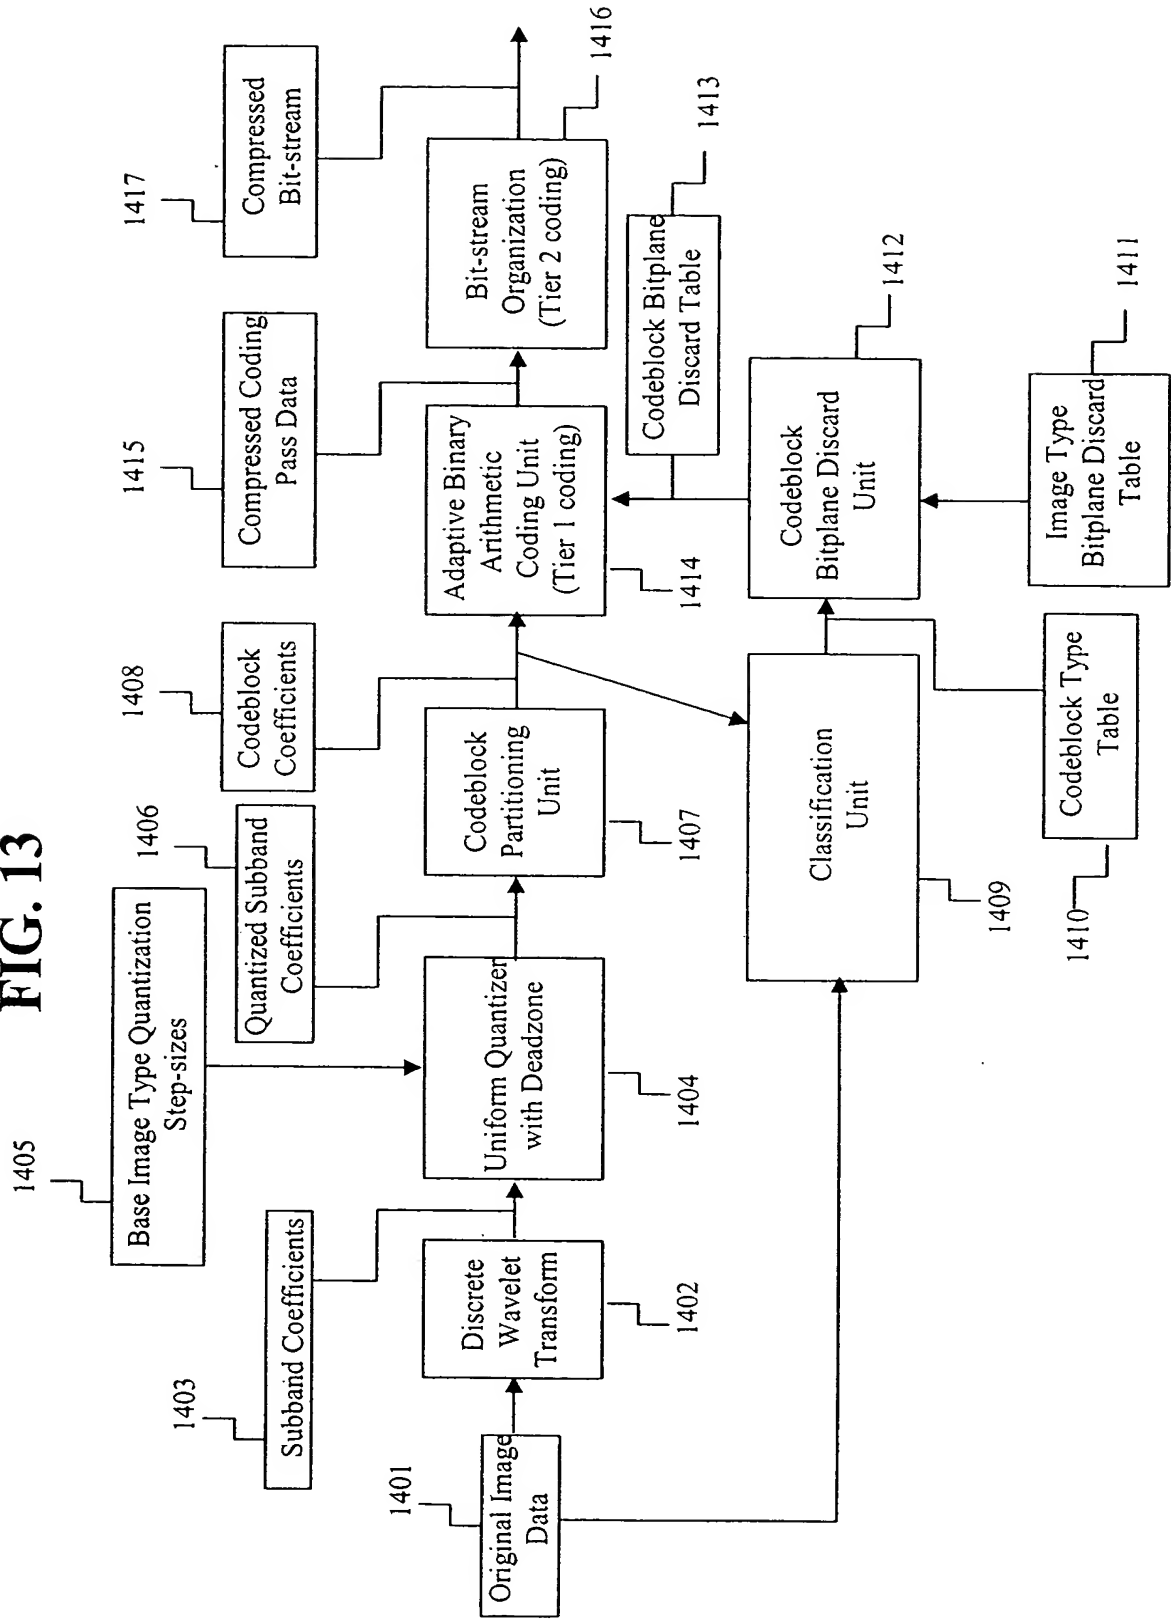 FIG. 13
1405
Base Image Type Quantization
Step-sizes
1403
Subband Coefficients
1406
Quantized Subband
Coefficients
1408
Codeblock
Coefficients
1415
Compressed Coding
Pass Data
1417
Compressed
Bit-stream
1401
Original Image
Data
Discrete
Wavelet
Transform
1402
Uniform Quantizer
with Deadzone
1404
Codeblock
Partitioning
Unit
1407
Adaptive Binary
Arithmetic
Coding Unit
(Tier 1 coding)
1414
Bit-stream
Organization
(Tier 2 coding)
1416
Codeblock Bitplane
Discard Table
1413
Classification
Unit
1409
Codeblock
Bitplane Discard
Unit
1412
Codeblock Type
Table
1410
Image Type
Bitplane Discard
Table
1411